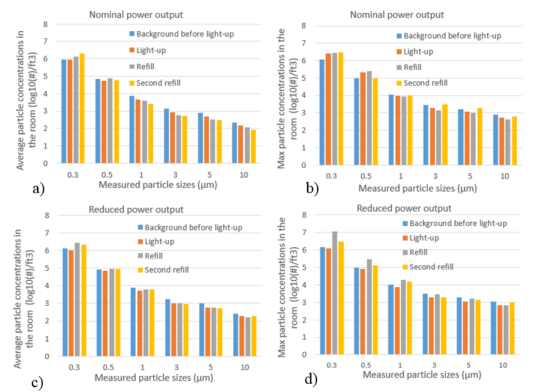 Nominal power output
Average particle concentrations in
the room (log10(#)/ft3)
8
7
6
5
4
3
2
1
0
Background before light-up
Light-up
Refill
Second refill
0.3 0.5 1 3 5 10
Measured particle sizes (μm)
a)
Nominal power output
Max particle concentrations in the
room (log10(#)/ft3)
8
7
6
5
4
3
2
1
0
Background before light-up
Light-up
Refill
Second refill
0.3 0.5 1 3 5 10
Measured particle sizes (μm)
b)
Reduced power output
Average particle concentrations in
the room (log10(#)/ft3)
8
7
6
5
4
3
2
1
0
Background before light-up
Light-up
Refill
Second refill
0.3 0.5 1 3 5 10
Measured particle sizes (μm)
c)
Reduced power output
Max particle concentrations in the
room (log10(#)/ft3)
8
7
6
5
4
3
2
1
0
Background before light-up
Light-up
Refill
Second refill
0.3 0.5 1 3 5 10
Measured particle sizes (μm)
d)